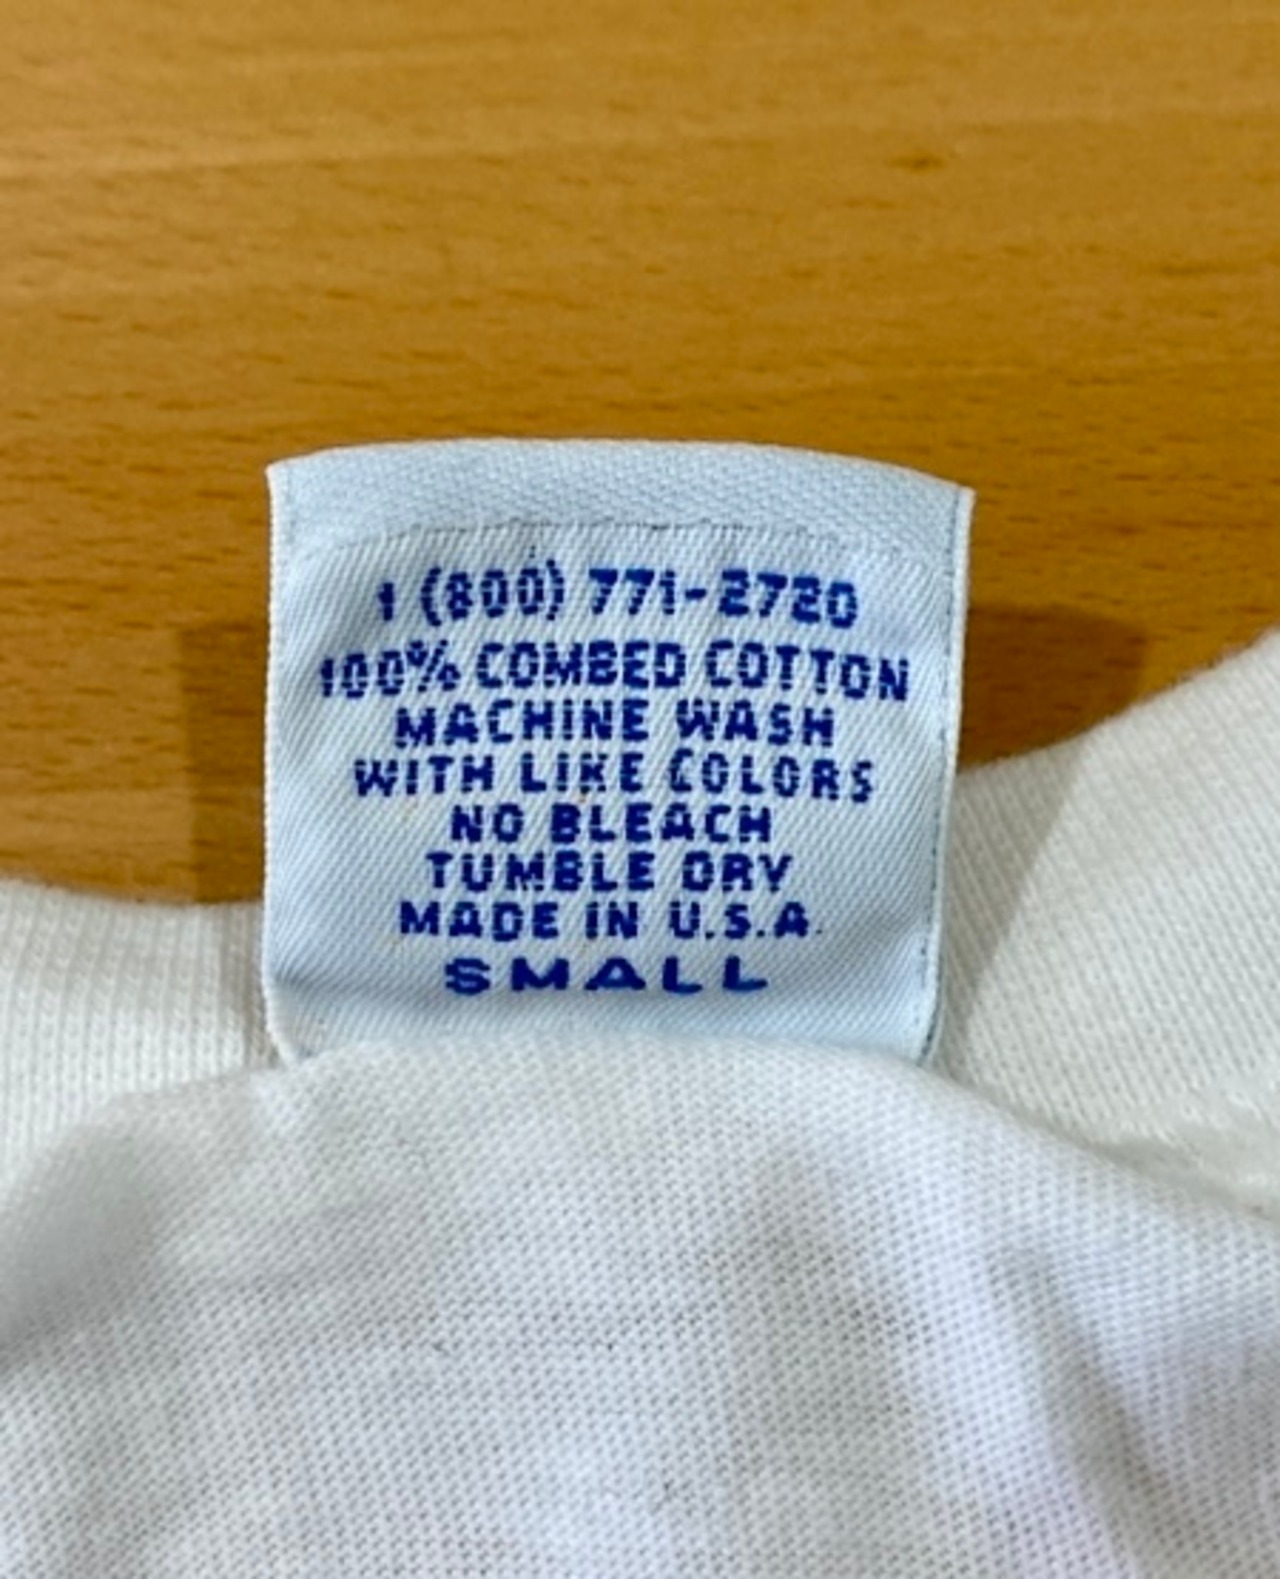 1 (800) 771-2720
100% COMBED COTTON
MACHINE WASH
WITH LIKE COLORS
NO BLEACH
TUMBLE DRY
MADE IN U.S.A.
SMALL